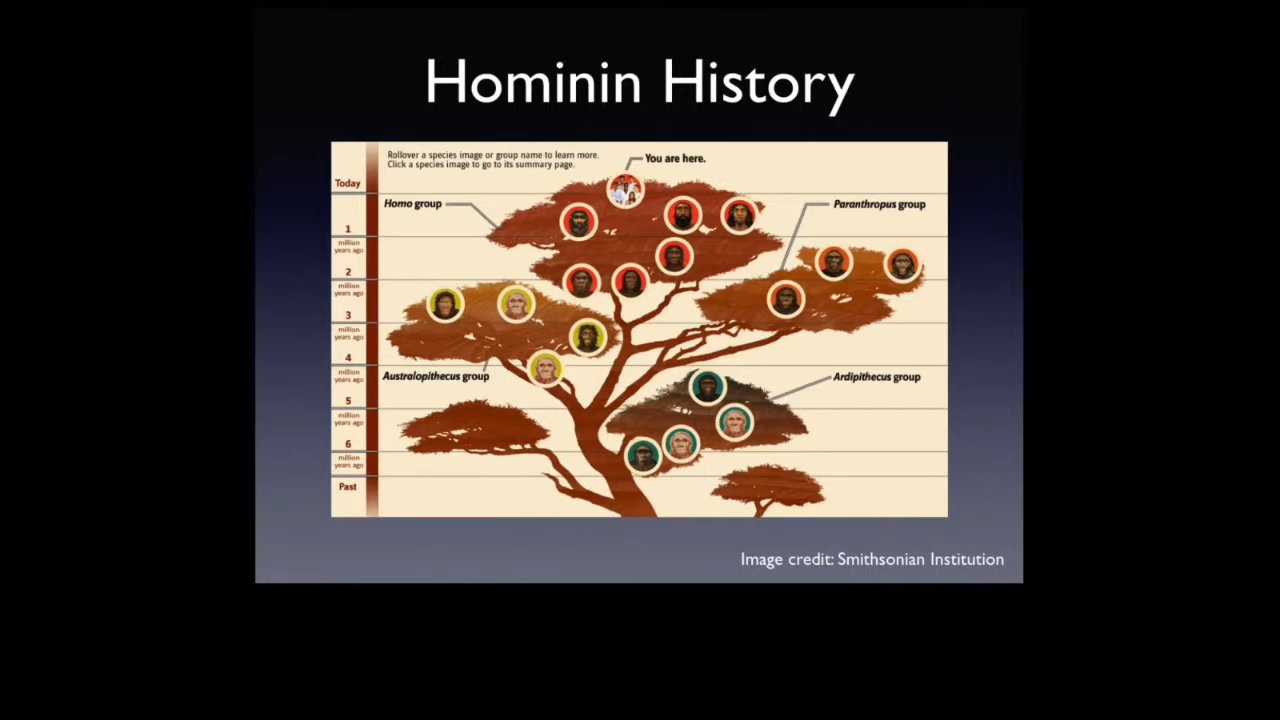 Hominin History
Rollover a species image or group name to learn more.
Click a species image to go to its summary page.
You are here.
Today
Homo group
Paranthropus group
1
million
years ago
2
million
years ago
3
million
years ago
4
million
years ago
Australopithecus group
Ardipithecus group
5
million
years ago
6
million
years ago
Past
Image credit: Smithsonian Institution